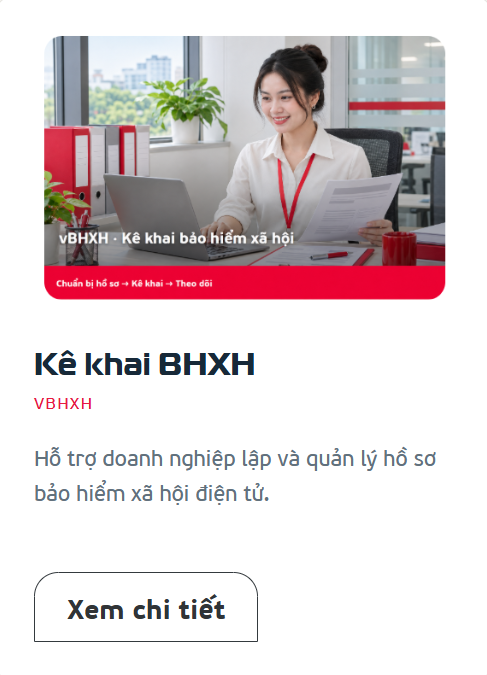 vBHXH · Kê khai bảo hiểm xã hội
Chuẩn bị hồ sơ → Kê khai → Theo dõi
Kê khai BHXH
VBHXH
Hỗ trợ doanh nghiệp lập và quản lý hồ sơ
bảo hiểm xã hội điện tử.
Xem chi tiết